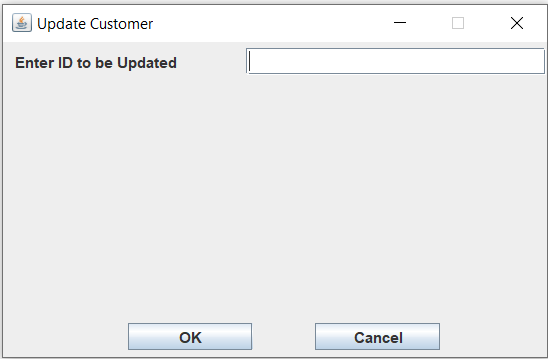 Update Customer
Enter ID to be Updated
OK Cancel